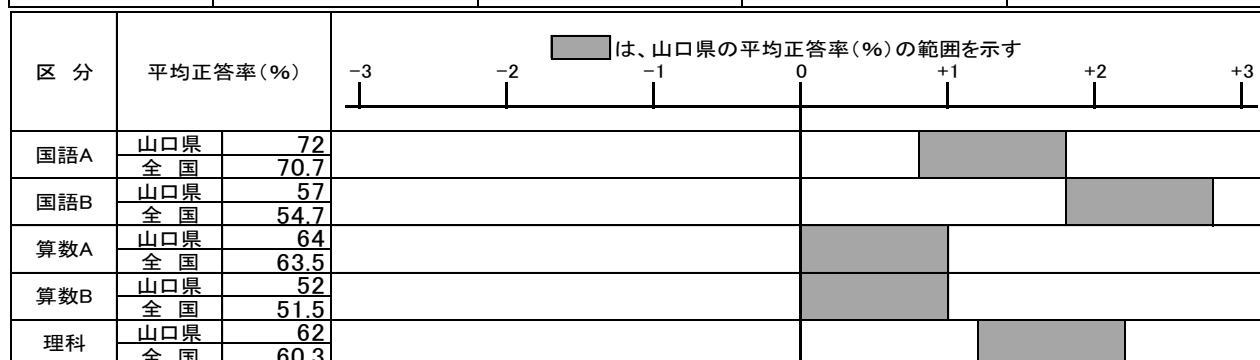 は、山口県の平均正答率(%)の範囲を示す
区 分 平均正答率(%) −3 −2 −1 0 +1 +2 +3
国語A 山口県 72
全 国 70.7
国語B 山口県 57
全 国 54.7
算数A 山口県 64
全 国 63.5
算数B 山口県 52
全 国 51.5
理科 山口県 62
全 国 60.3